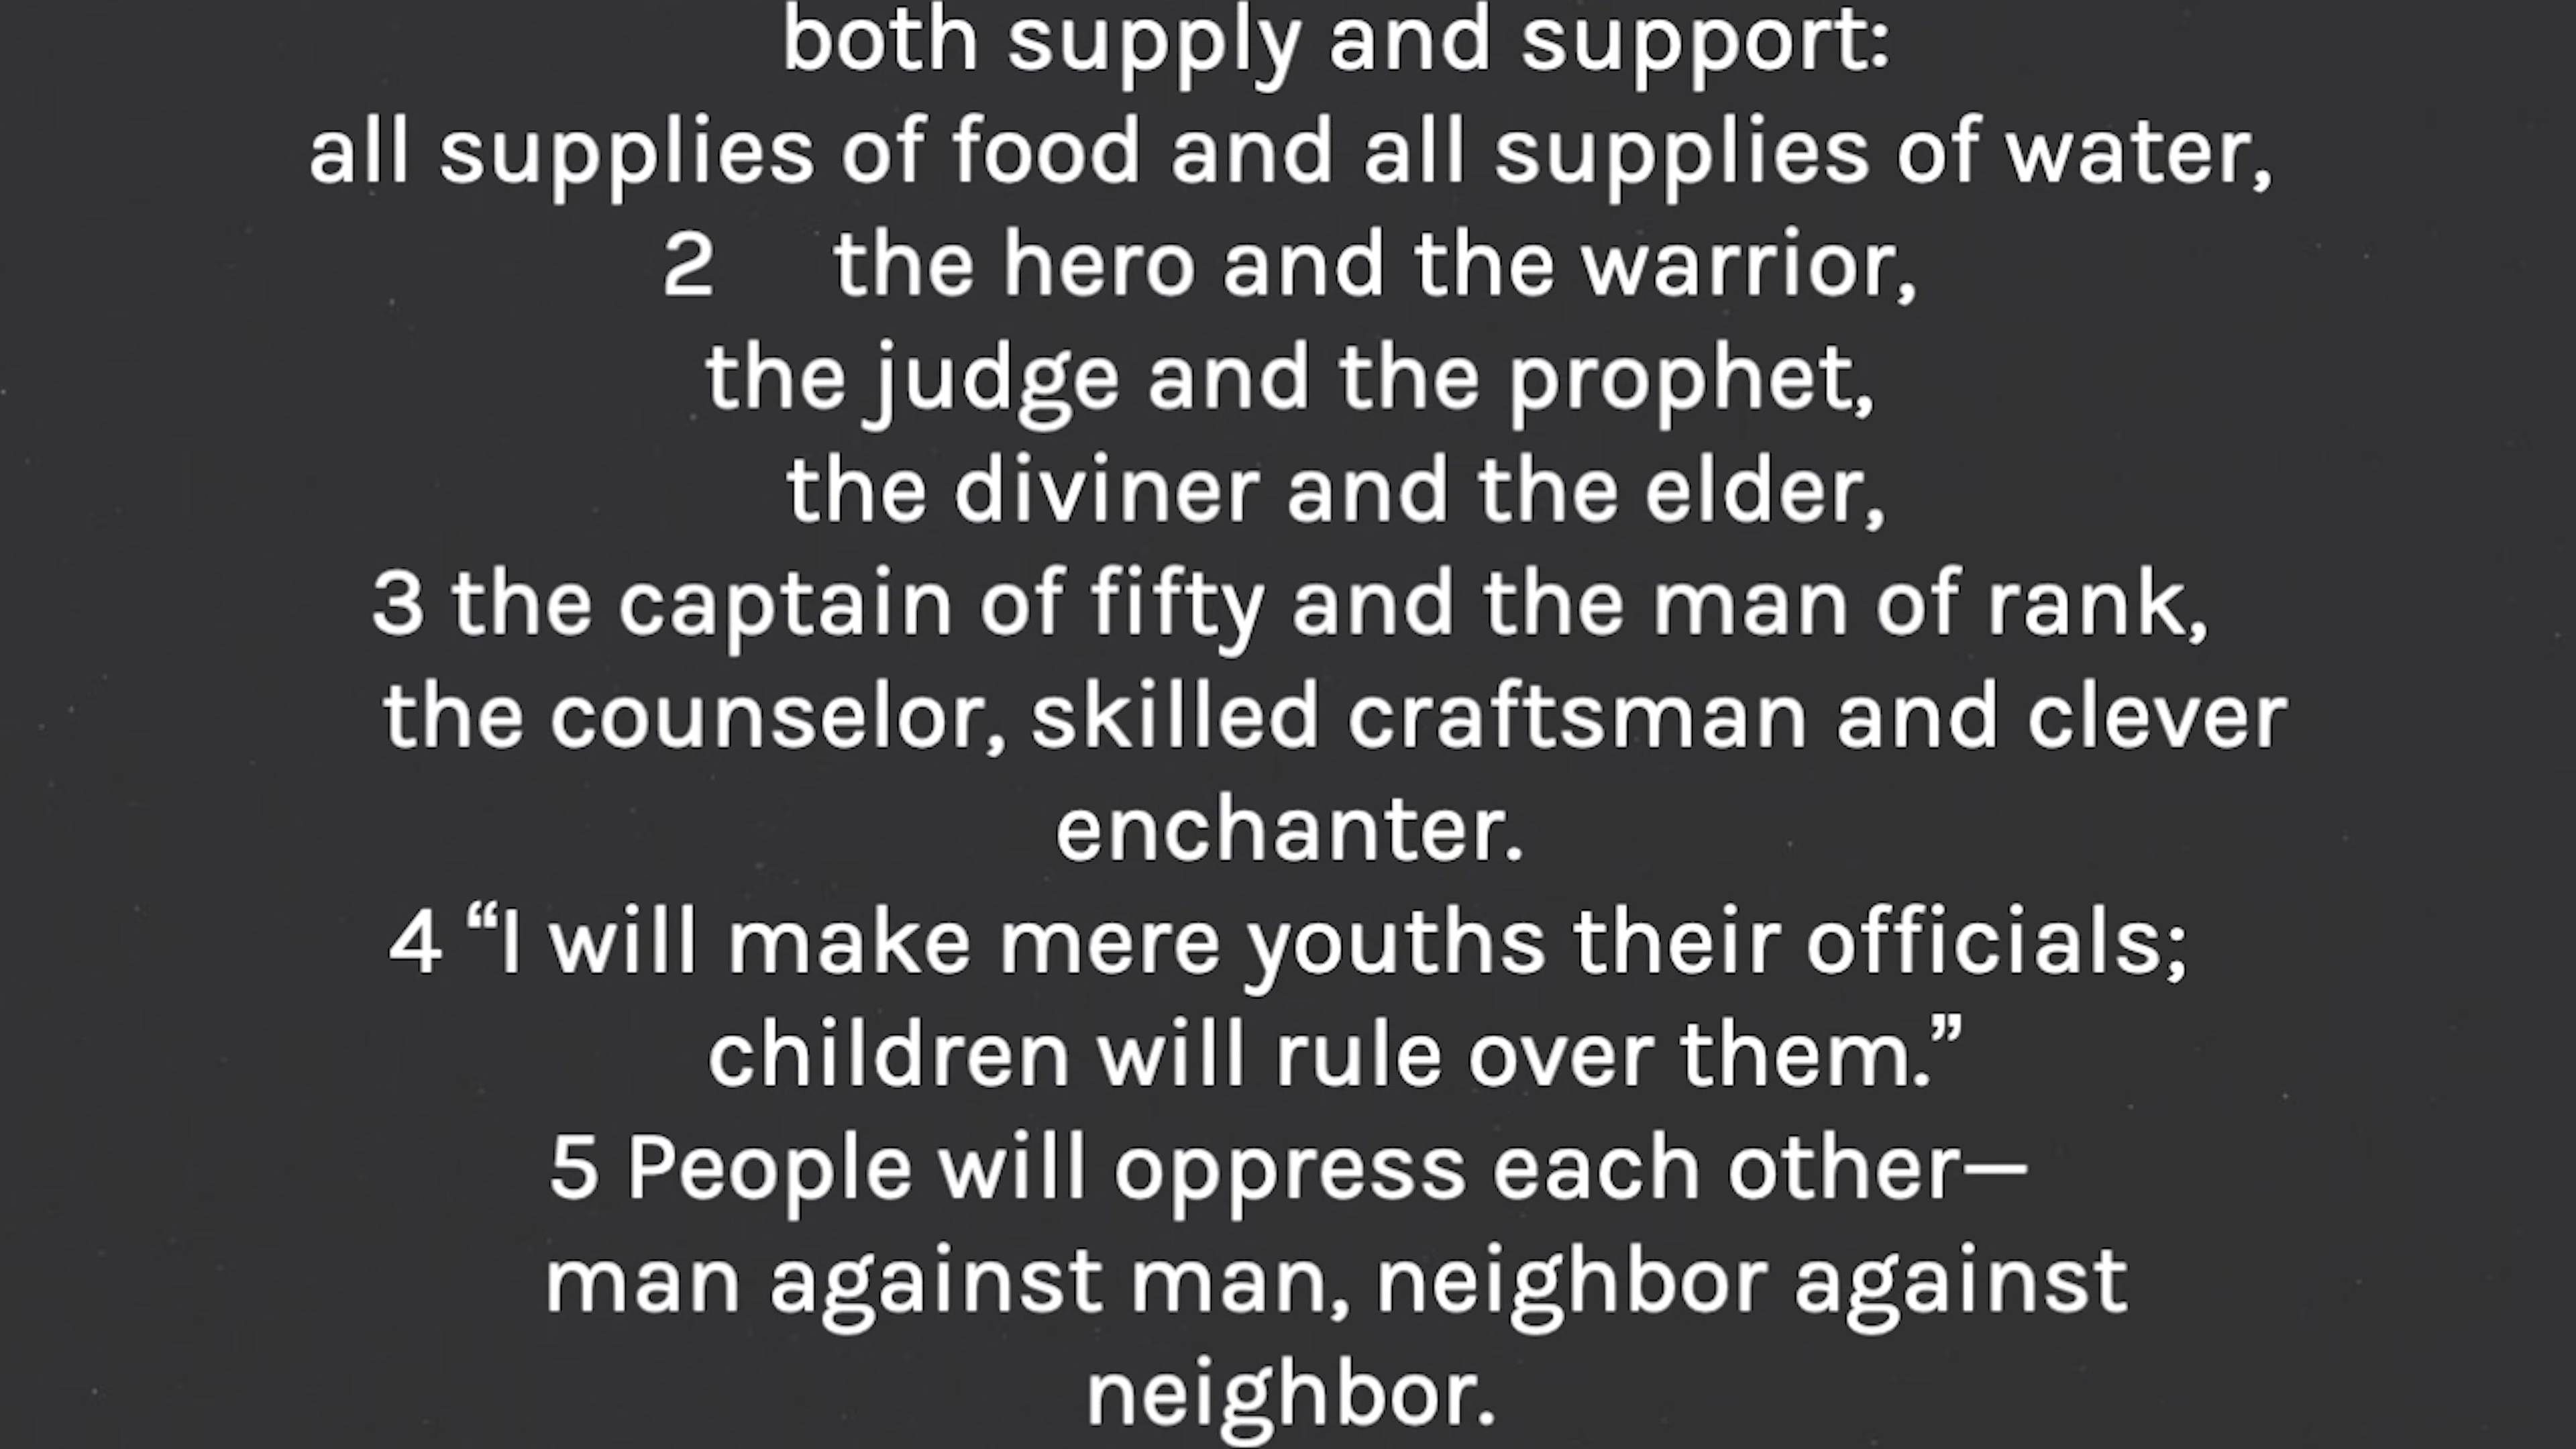 both supply and support:
all supplies of food and all supplies of water,
2 the hero and the warrior,
the judge and the prophet,
the diviner and the elder,
3 the captain of fifty and the man of rank,
the counselor, skilled craftsman and clever
enchanter.
4 “I will make mere youths their officials;
children will rule over them.”
5 People will oppress each other—
man against man, neighbor against
neighbor.